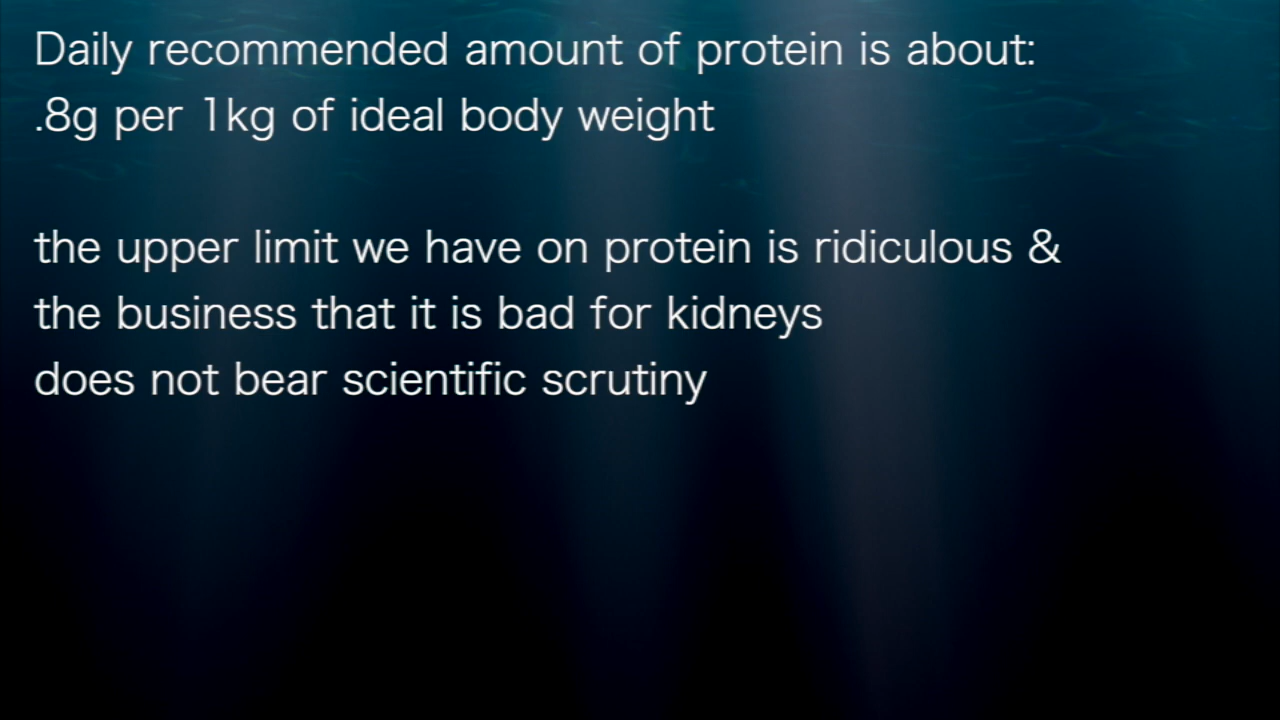 Daily recommended amount of protein is about:
.8g per 1kg of ideal body weight
the upper limit we have on protein is ridiculous &
the business that it is bad for kidneys
does not bear scientific scrutiny